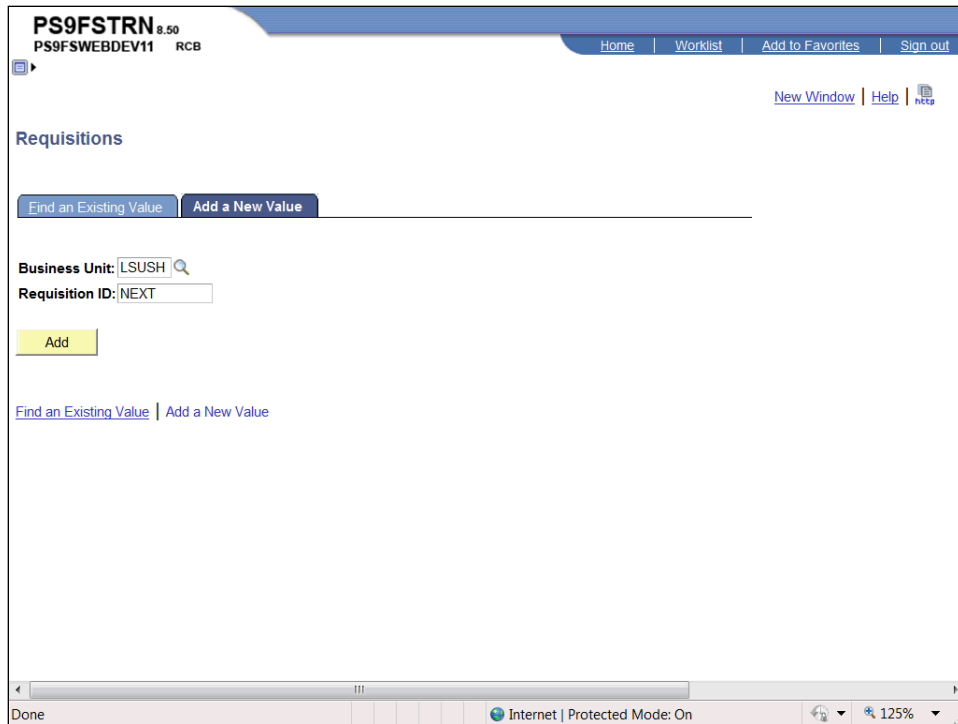 PS9FSTRN 8.50
PS9FSWEBDEV11 RCB
Home Worklist Add to Favorites Sign out
New Window Help http
Requisitions
Find an Existing Value Add a New Value
Business Unit: LSUSH
Requisition ID: NEXT
Add
Find an Existing Value Add a New Value
Done Internet | Protected Mode: On 125%